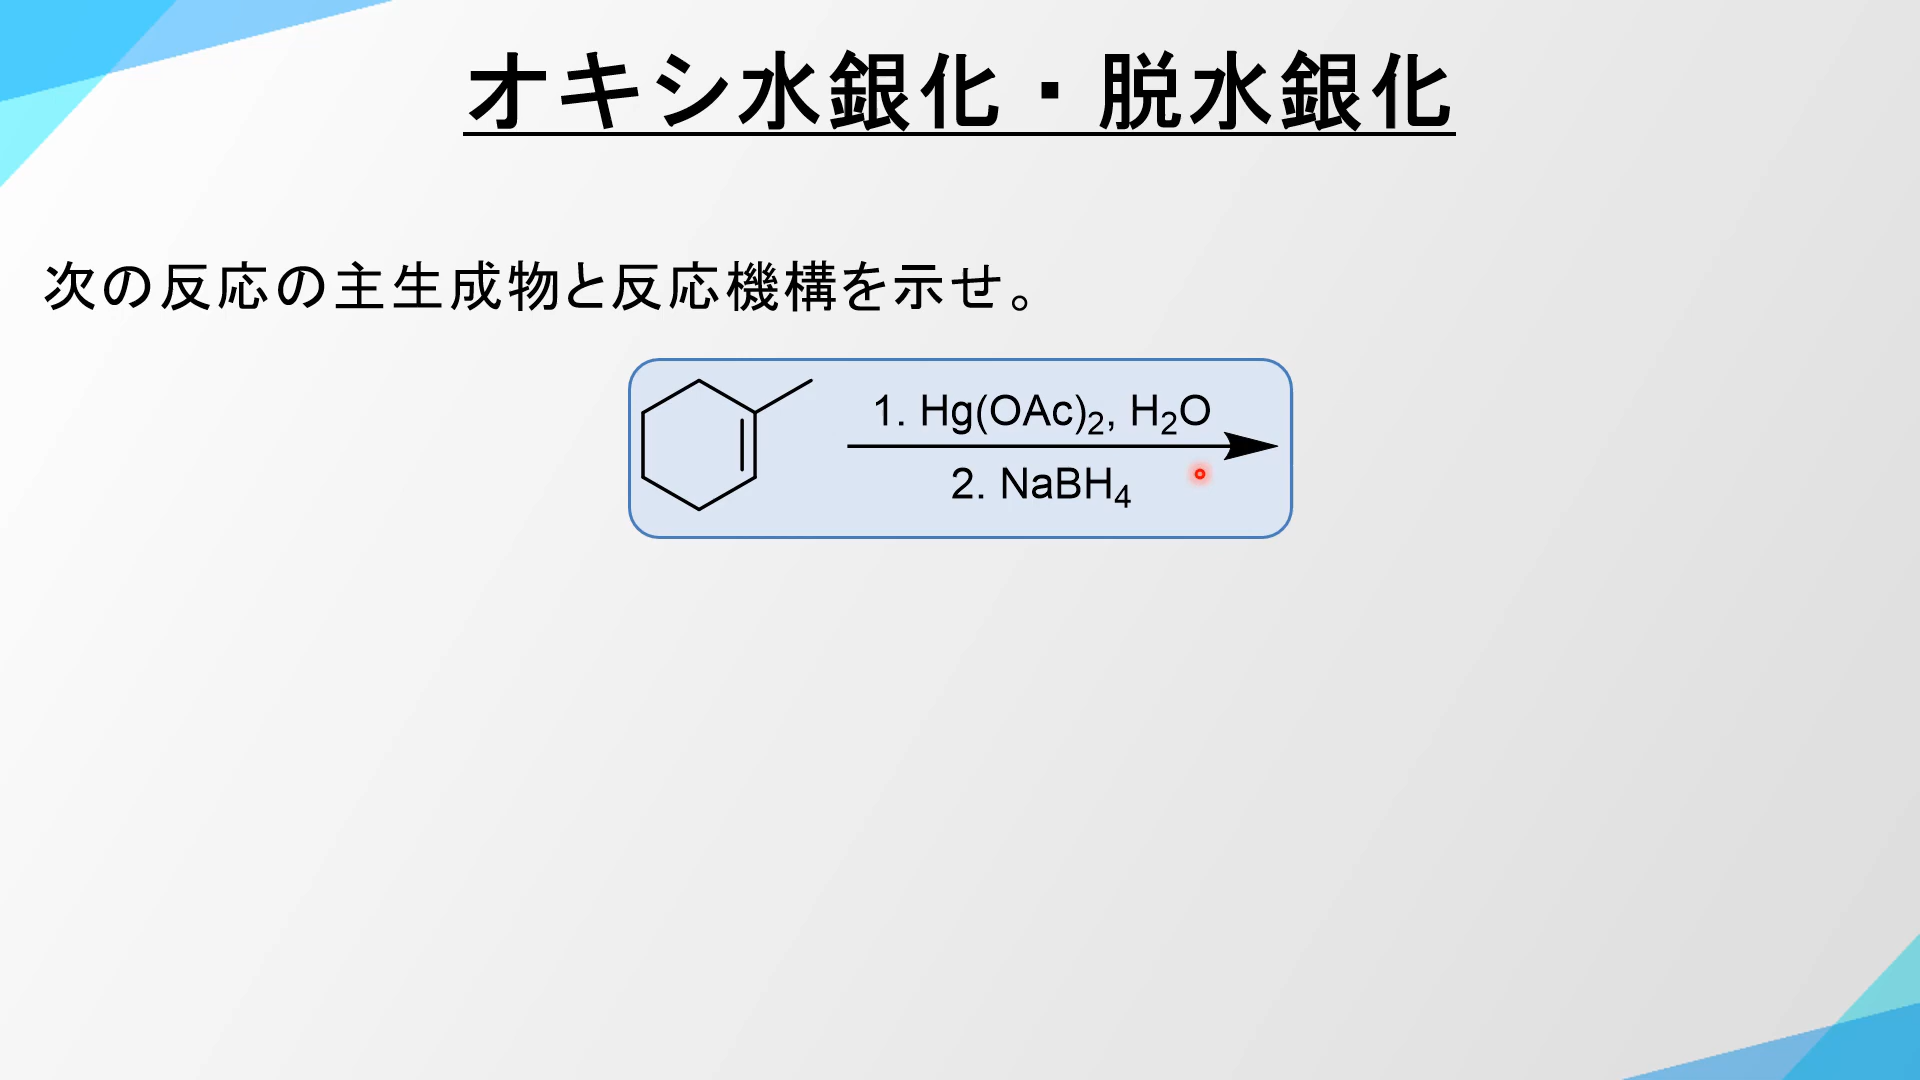 オキシ水銀化・脱水銀化
次の反応の主生成物と反応機構を示せ。
1. Hg(OAc)₂, H₂O
2. NaBH₄